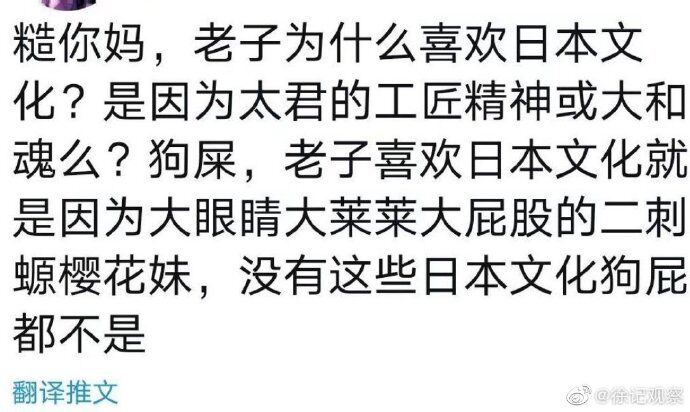 糙你妈，老子为什么喜欢日本文
化？是因为太君的工匠精神或大和
魂么？狗屎，老子喜欢日本文化就
是因为大眼睛大莱莱大屁股的二刺
螈樱花妹，没有这些日本文化狗屁
都不是
翻译推文
@徐记观察